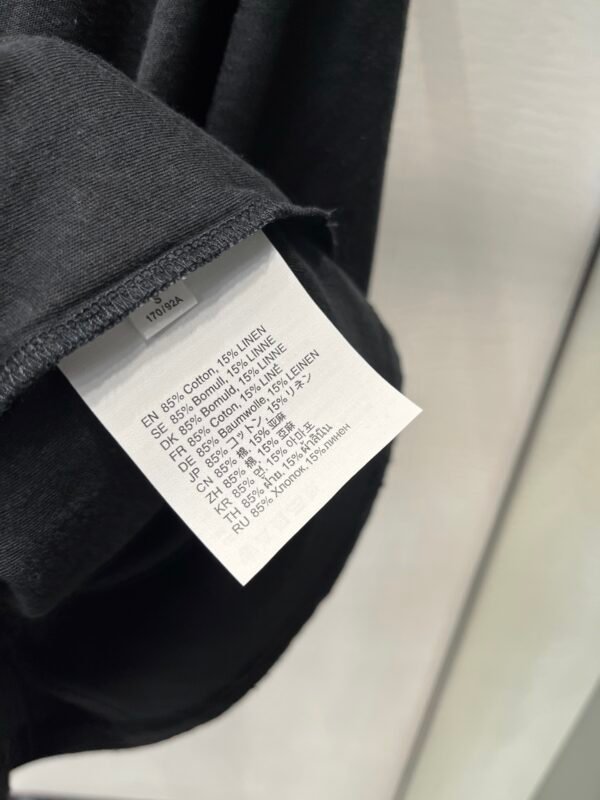 S
170/92A
EN 85% Cotton, 15% LINEN
SE 85% Bomull, 15% LINNE
DK 85% Bomuld, 15% LINNE
FR 85% Coton, 15% LINÉ
DE 85% Baumwolle, 15% LEINEN
JP 85% コットン, 15% リネン
CN 85% 棉, 15% 亚麻
ZH 85% 棉, 15% 亞麻
KR 85% 면, 15% 아마포
TH 85% ฝ้าย, 15% ผ้าลินิน
RU 85% Хлопок, 15% линен